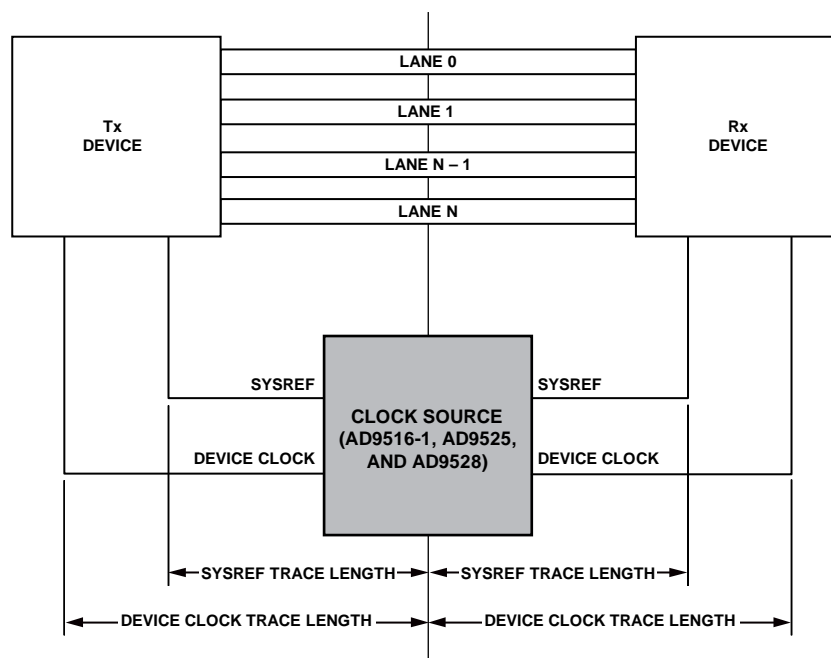 LANE 0
LANE 1
Tx
DEVICE
Rx
DEVICE
LANE N – 1
LANE N
SYSREF
SYSREF
CLOCK SOURCE
(AD9516-1, AD9525,
AND AD9528)
DEVICE CLOCK
DEVICE CLOCK
SYSREF TRACE LENGTH
SYSREF TRACE LENGTH
DEVICE CLOCK TRACE LENGTH
DEVICE CLOCK TRACE LENGTH